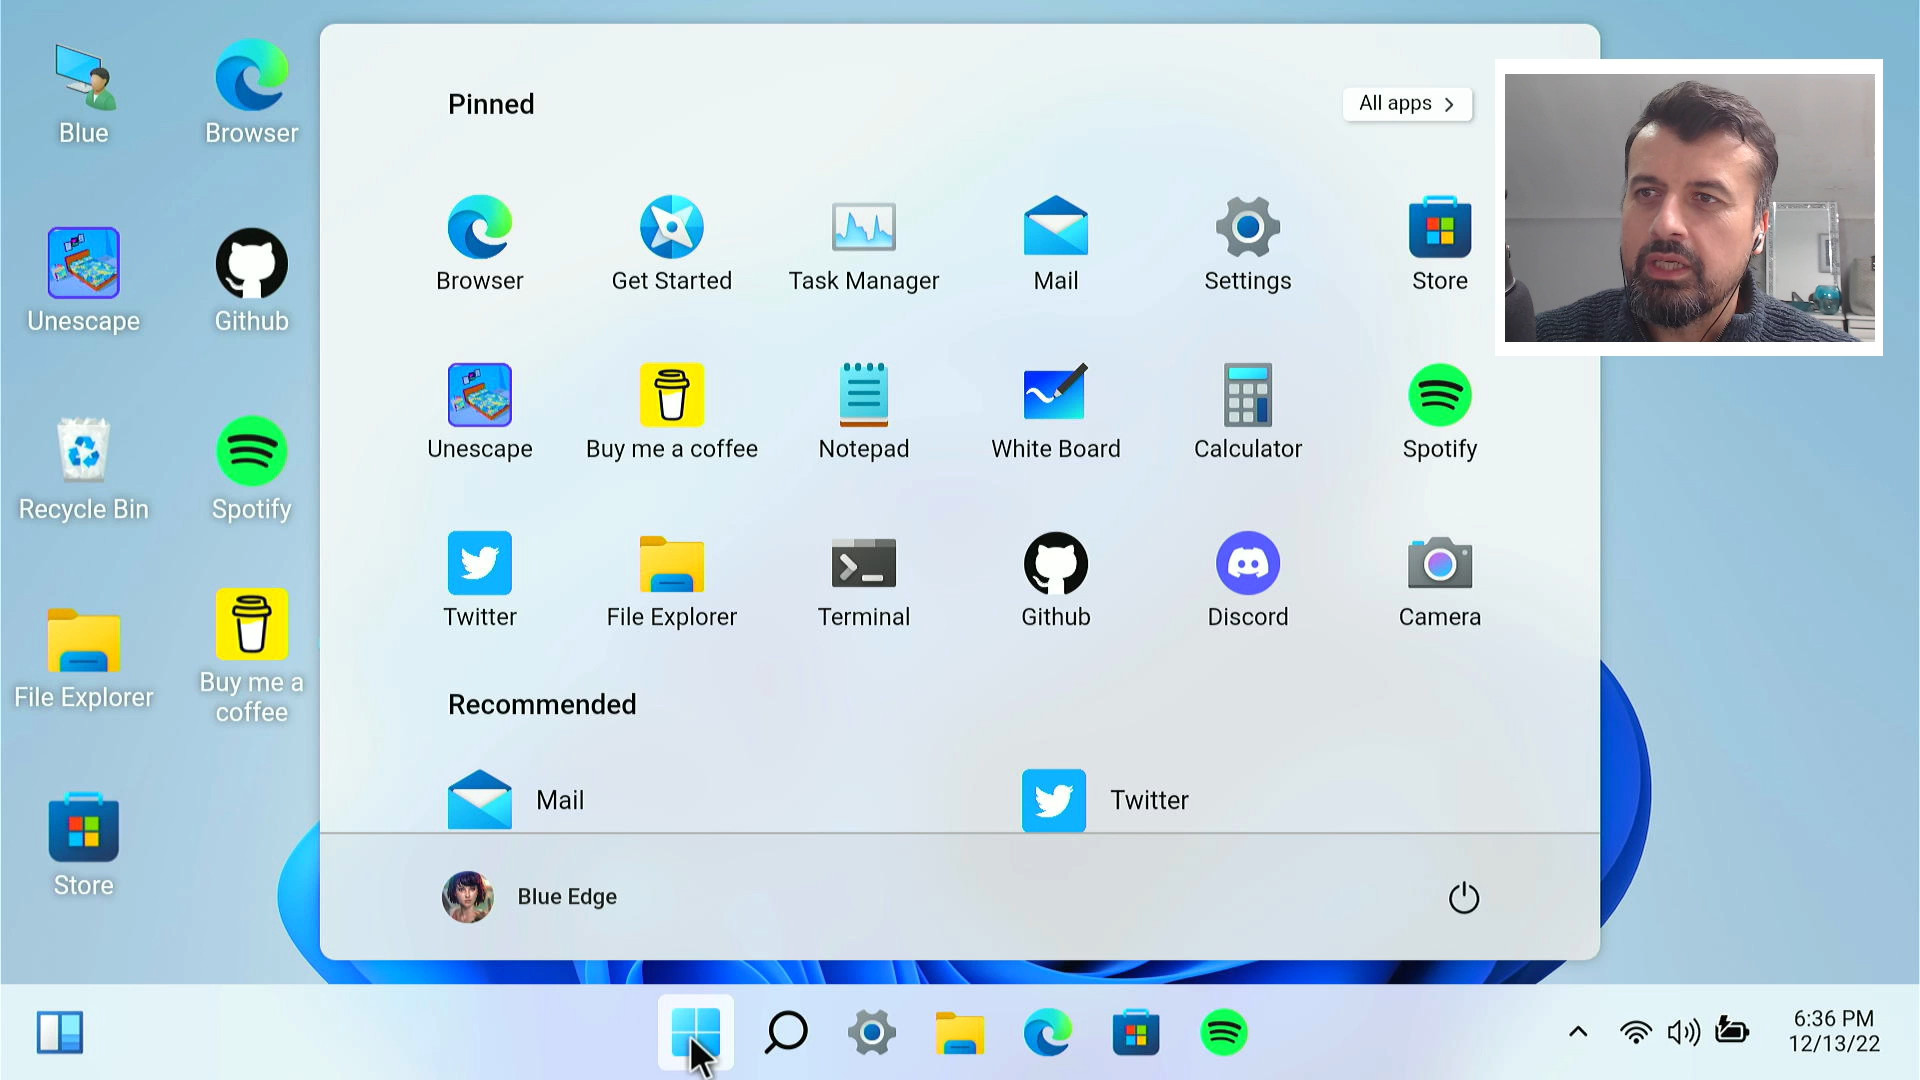 Blue
Browser
Unescape
Github
Recycle Bin
Spotify
File Explorer
Buy me a
coffee
Store
Pinned
All apps
Browser
Get Started
Task Manager
Mail
Settings
Store
Unescape
Buy me a coffee
Notepad
White Board
Calculator
Spotify
Twitter
File Explorer
Terminal
Github
Discord
Camera
Recommended
Mail
Twitter
Blue Edge
6:36 PM
12/13/22